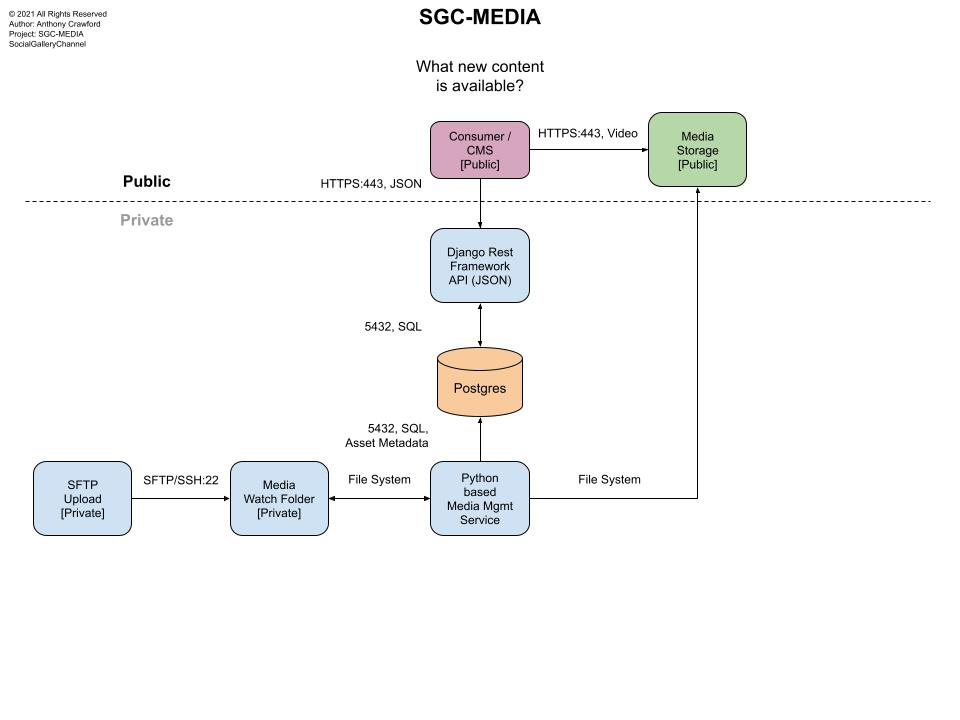 © 2021 All Rights Reserved
Author: Anthony Crawford
Project: SGC-MEDIA
SocialGalleryChannel
SGC-MEDIA
What new content
is available?
Consumer /
CMS
[Public]
HTTPS:443, Video
Media
Storage
[Public]
Public
HTTPS:443, JSON
Private
Django Rest
Framework
API (JSON)
5432, SQL
Postgres
5432, SQL,
Asset Metadata
SFTP
Upload
[Private]
SFTP/SSH:22
Media
Watch Folder
[Private]
File System
Python
based
Media Mgmt
Service
File System